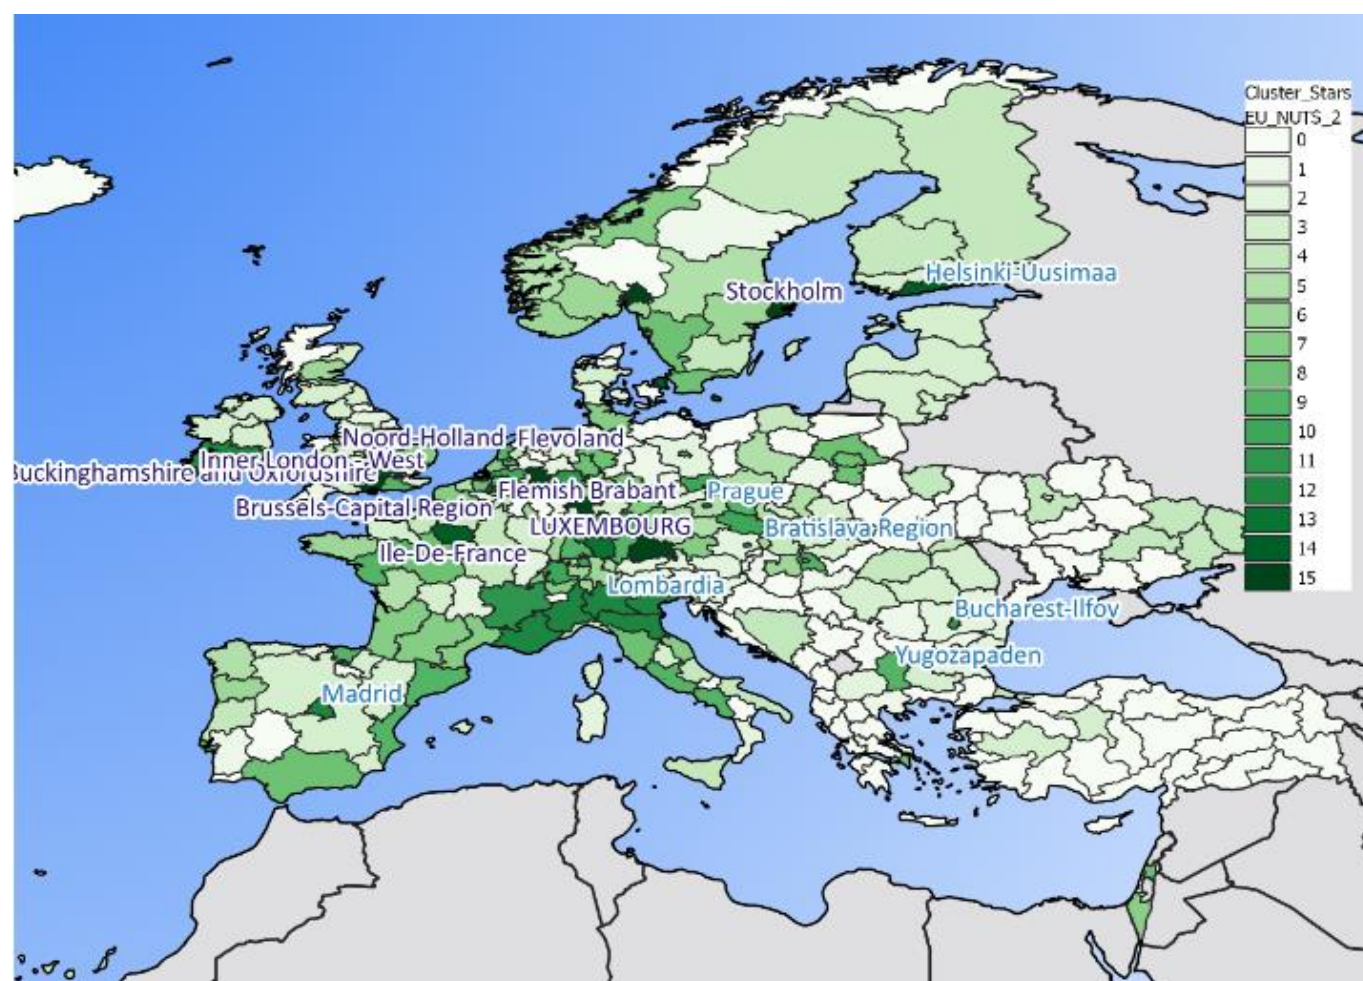 Cluster_Stars
EU_NUTS_2
0
1
2
3
4
5
6
7
8
9
10
11
12
13
14
15
Helsinki-Uusimaa
Stockholm
Noord-Holland Flevoland
Inner London - West
Buckinghamshire and Oxfordshire
Flemish Brabant
Prague
Brussels-Capital Region
LUXEMBOURG
Bratislava Region
Ile-De-France
Lombardia
Bucharest-Ilfov
Yugozapaden
Madrid